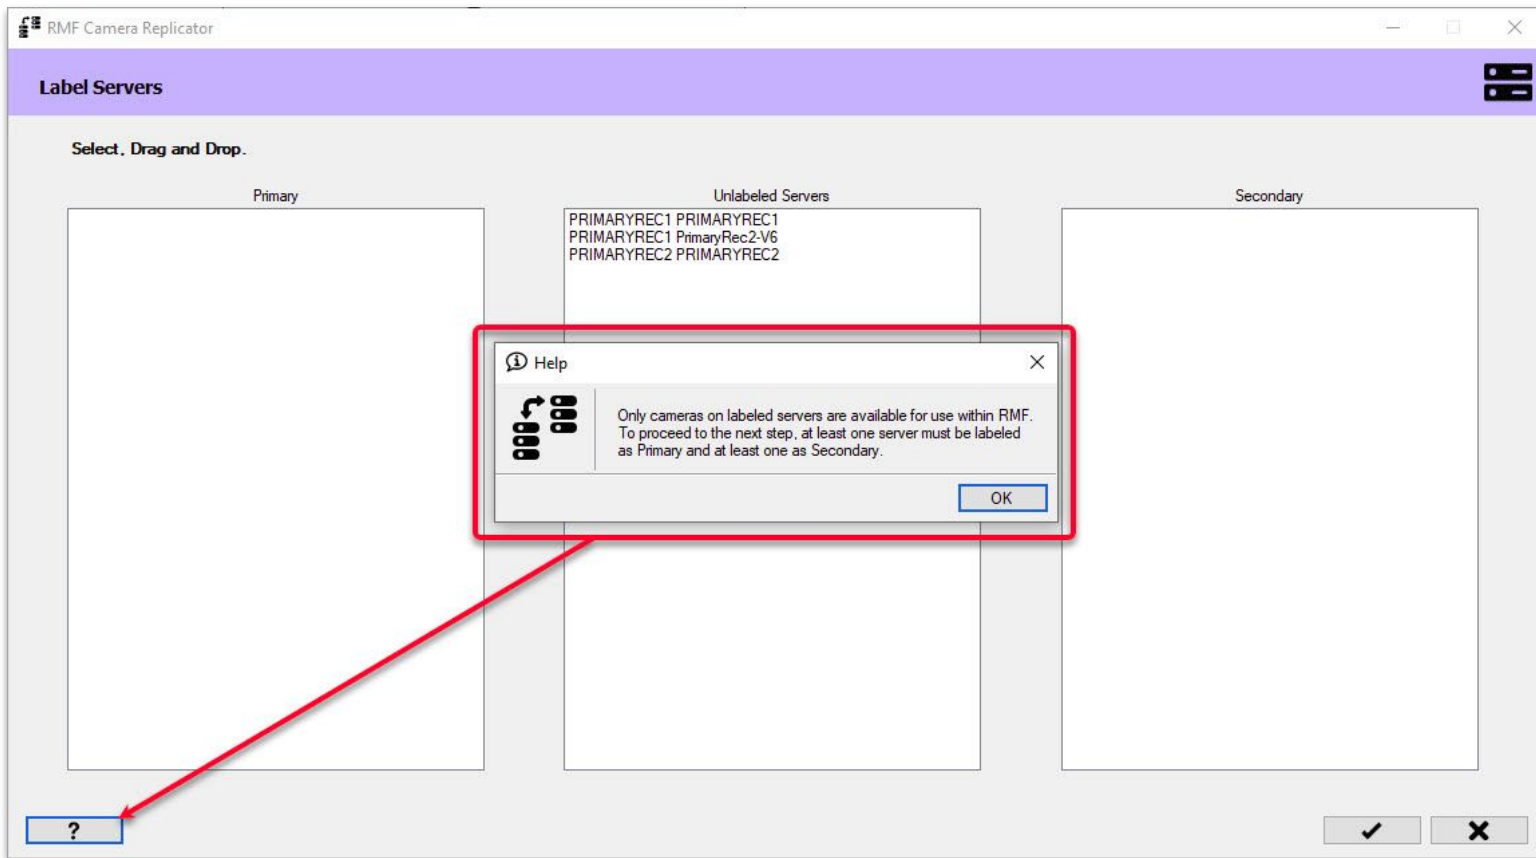 RMF Camera Replicator
Label Servers
Select, Drag and Drop.
Primary
Unlabeled Servers
Secondary
PRIMARYREC1 PRIMARYREC1
PRIMARYREC1 PrimaryRec2-V6
PRIMARYREC2 PRIMARYREC2
Help
Only cameras on labeled servers are available for use within RMF.
To proceed to the next step, at least one server must be labeled
as Primary and at least one as Secondary.
OK
?